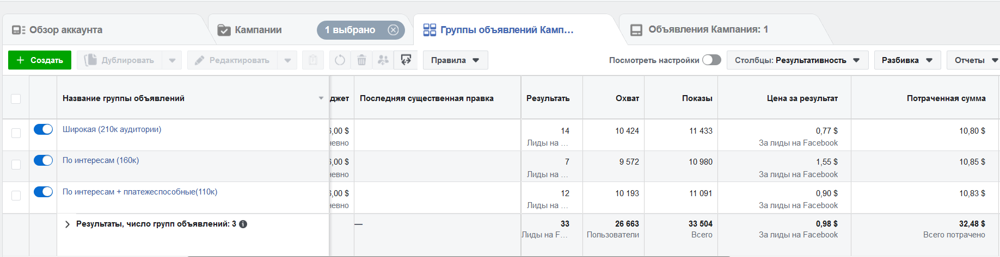 Обзор аккаунта
Кампании
1 выбрано
Группы объявлений Камп...
Объявления Кампания: 1
+ Создать
Дублировать
Редактировать
Правила
Посмотреть настройки
Столбцы: Результативность
Разбивка
Отчеты
Название группы объявлений
джет
Последняя существенная правка
Результать
Охват
Показы
Цена за результат
Потраченная сумма
Широкая (210к аудитории)
6,00 $
14
10 424
11 433
0,77 $
10,80 $
невно
Лиды на ...
За лиды на Facebook
По интересам (160к)
6,00 $
7
9 572
10 980
1,55 $
10,85 $
невно
Лиды на ...
За лиды на Facebook
По интересам + платежеспособные(110к)
6,00 $
12
10 193
11 091
0,90 $
10,83 $
невно
Лиды на ...
За лиды на Facebook
Результаты, число групп объявлений: 3
—
33
26 663
33 504
0,98 $
32,48 $
Лиды на F...
Пользователи
Всего
За лиды на Facebook
Всего потрачено